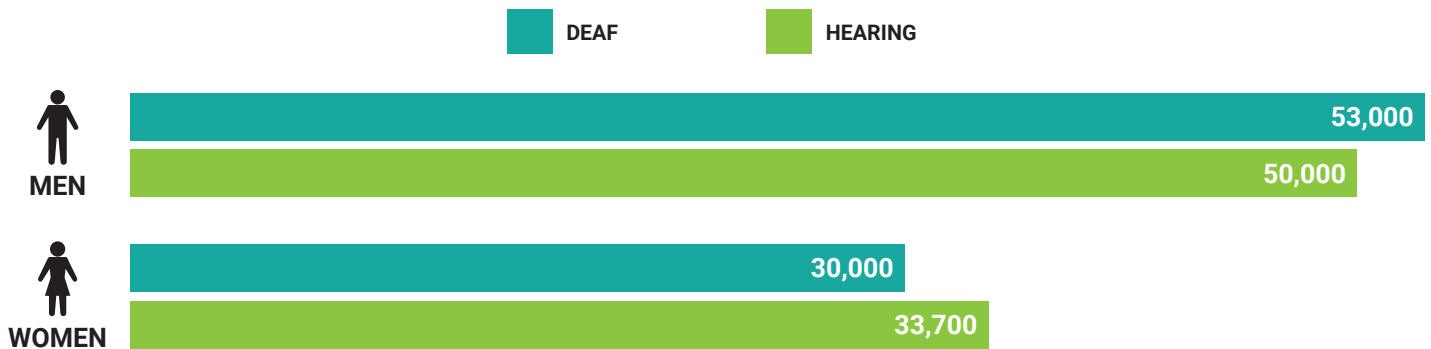 DEAF
HEARING
53,000
50,000
MEN
30,000
33,700
WOMEN